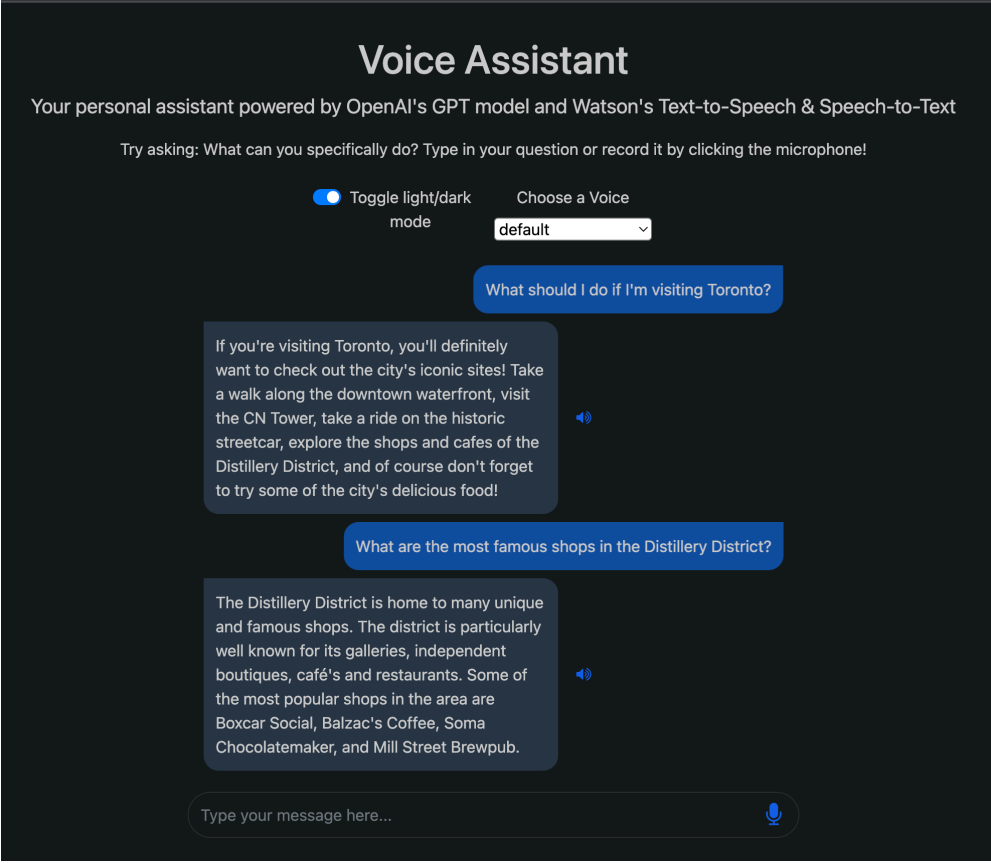 Voice Assistant
Your personal assistant powered by OpenAI's GPT model and Watson's Text-to-Speech & Speech-to-Text
Try asking: What can you specifically do? Type in your question or record it by clicking the microphone!
Toggle light/dark
mode
Choose a Voice
default
What should I do if I'm visiting Toronto?
If you're visiting Toronto, you'll definitely
want to check out the city's iconic sites! Take
a walk along the downtown waterfront, visit
the CN Tower, take a ride on the historic
streetcar, explore the shops and cafes of the
Distillery District, and of course don't forget
to try some of the city's delicious food!
What are the most famous shops in the Distillery District?
The Distillery District is home to many unique
and famous shops. The district is particularly
well known for its galleries, independent
boutiques, café's and restaurants. Some of
the most popular shops in the area are
Boxcar Social, Balzac's Coffee, Soma
Chocolatemaker, and Mill Street Brewpub.
Type your message here...